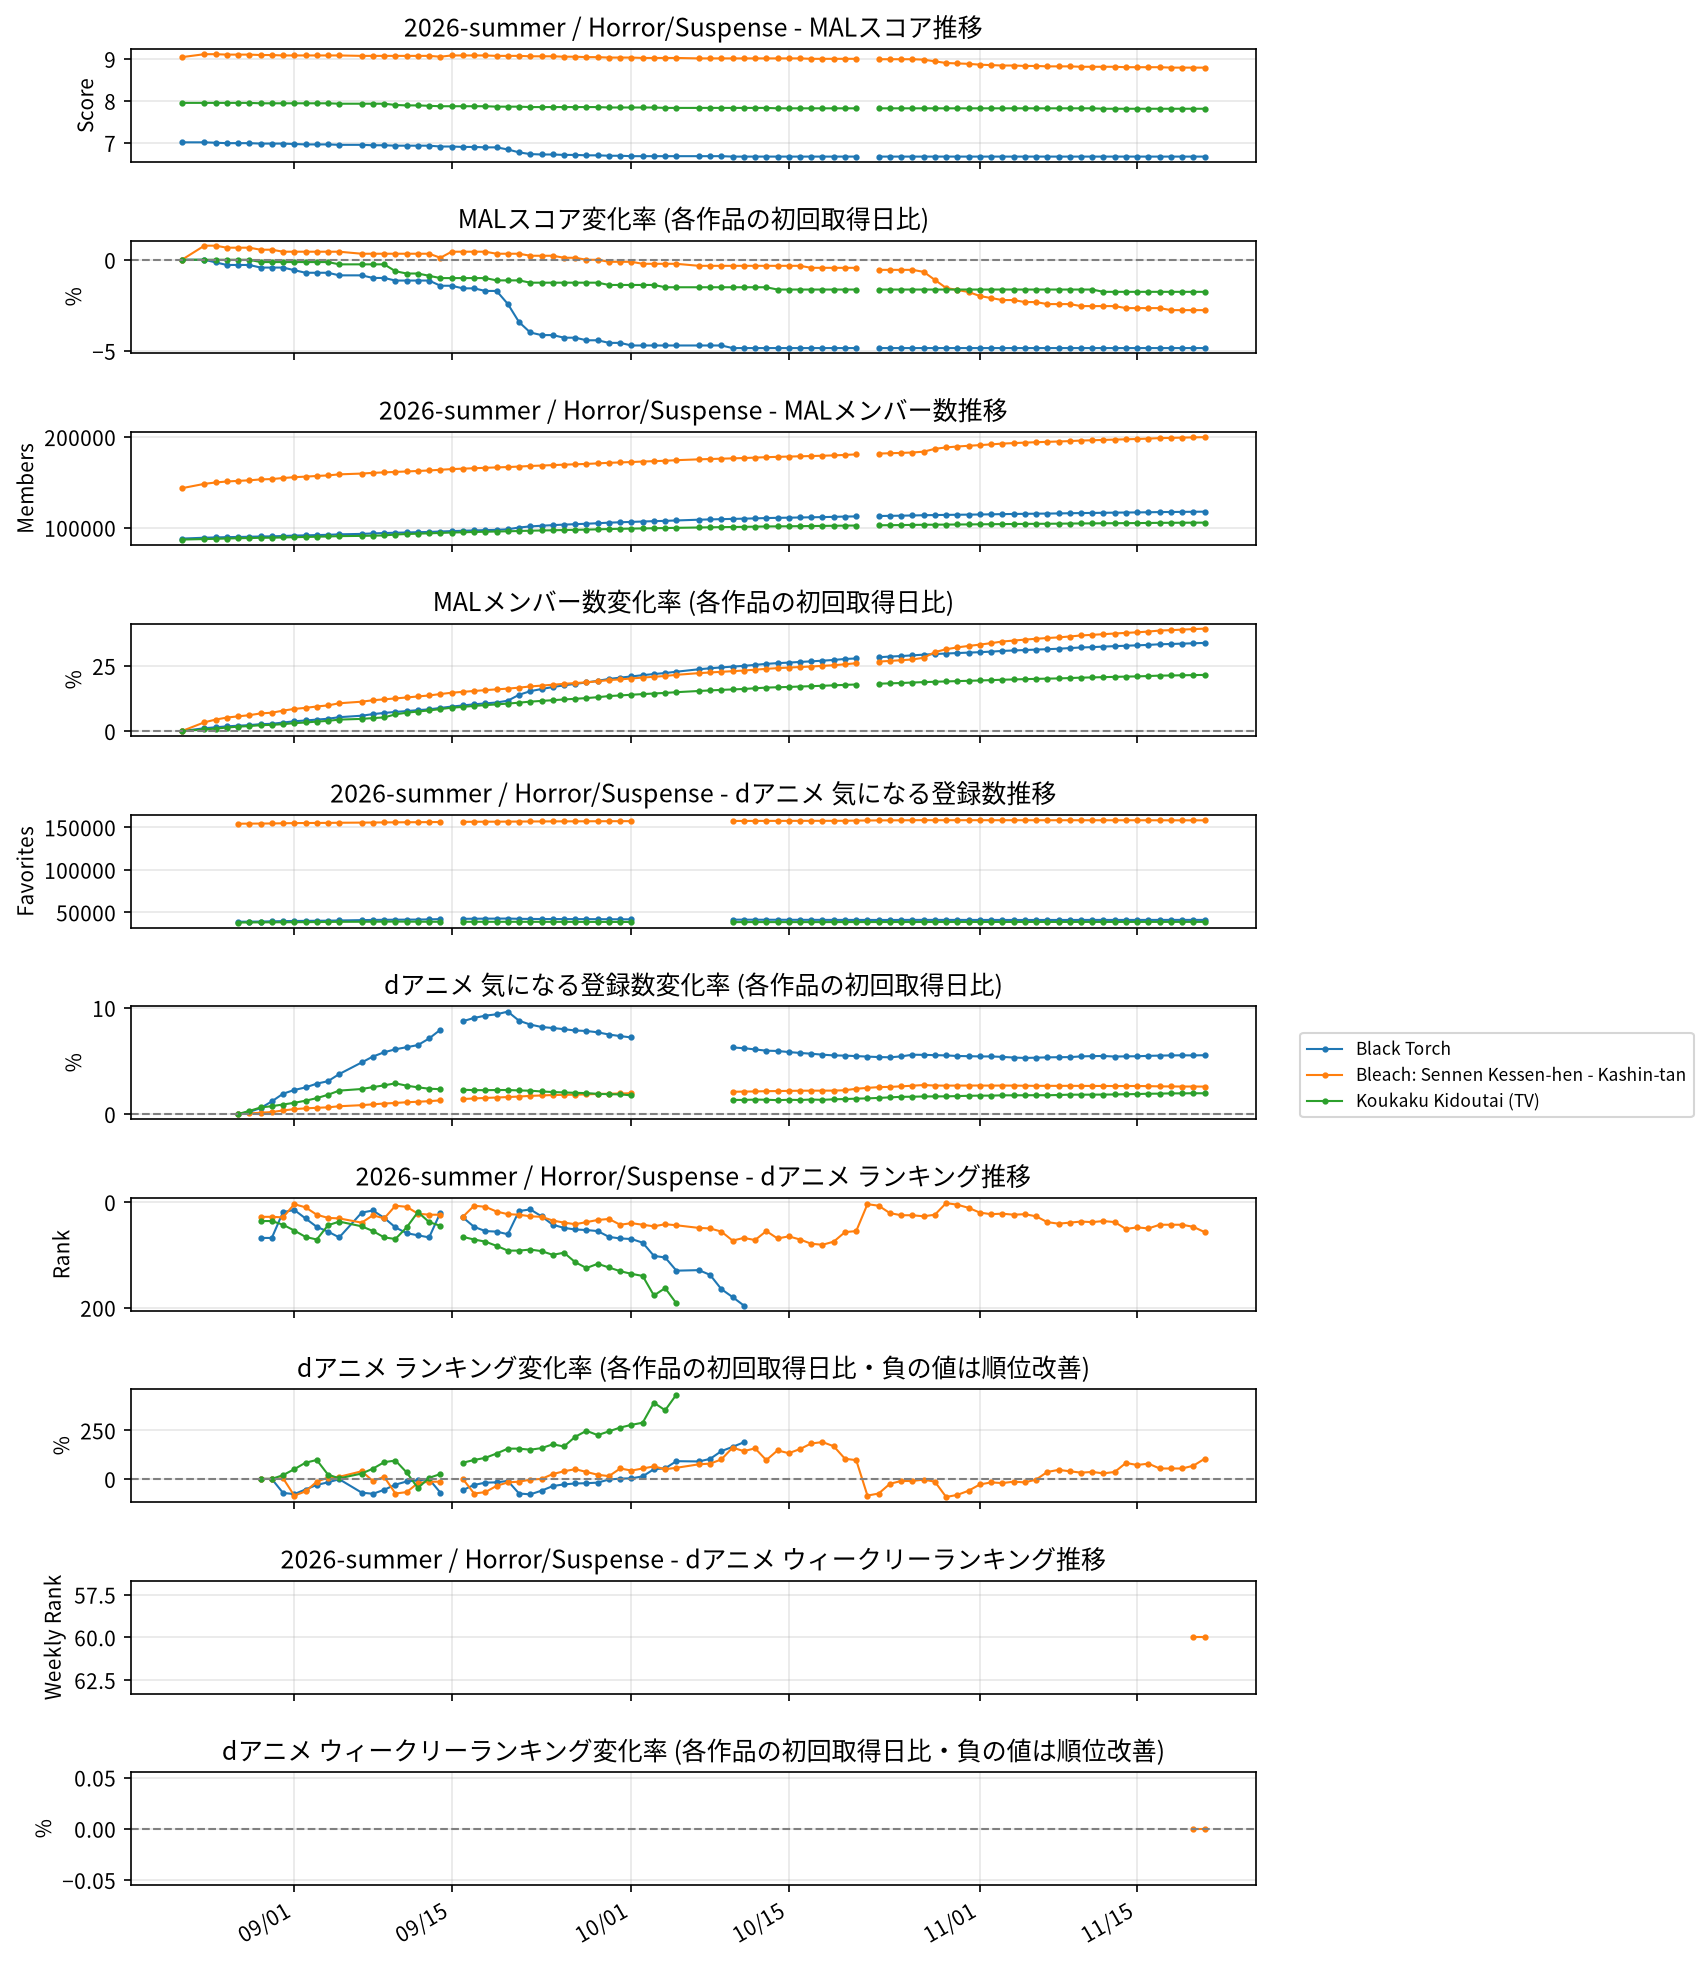 2026-summer / Horror/Suspense - MALスコア推移
Score
9
8
7
MALスコア変化率 (各作品の初回取得日比)
%
0
−5
2026-summer / Horror/Suspense - MALメンバー数推移
Members
200000
100000
MALメンバー数変化率 (各作品の初回取得日比)
%
25
0
2026-summer / Horror/Suspense - dアニメ 気になる登録数推移
Favorites
150000
100000
50000
dアニメ 気になる登録数変化率 (各作品の初回取得日比)
%
10
5
0
Black Torch
Bleach: Sennen Kessen-hen - Kashin-tan
Koukaku Kidoutai (TV)
2026-summer / Horror/Suspense - dアニメ ランキング推移
Rank
0
200
dアニメ ランキング変化率 (各作品の初回取得日比・負の値は順位改善)
%
250
0
2026-summer / Horror/Suspense - dアニメ ウィークリーランキング推移
Weekly Rank
57.5
60.0
62.5
dアニメ ウィークリーランキング変化率 (各作品の初回取得日比・負の値は順位改善)
%
0.05
0.00
−0.05
09/01
09/15
10/01
10/15
11/01
11/15